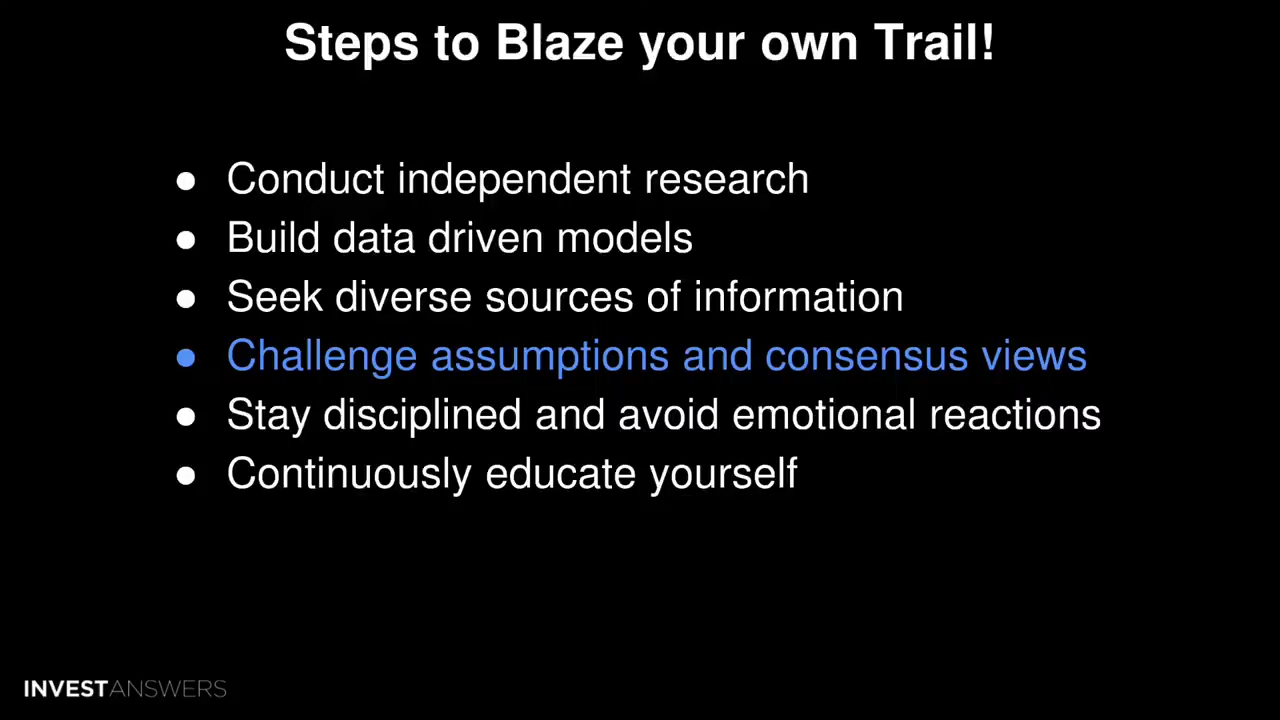 Steps to Blaze your own Trail!
● Conduct independent research
● Build data driven models
● Seek diverse sources of information
● Challenge assumptions and consensus views
● Stay disciplined and avoid emotional reactions
● Continuously educate yourself
INVESTANSWERS